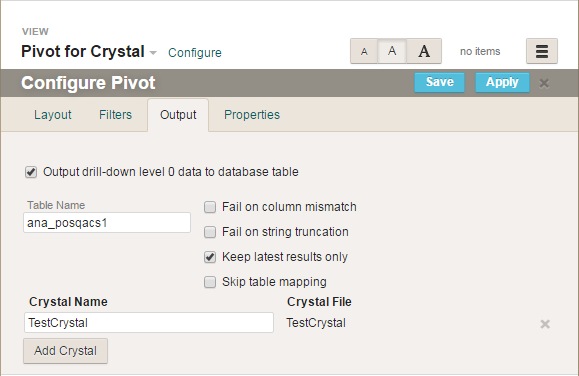 VIEW
Pivot for Crystal Configure A A A no items
Configure Pivot Save Apply
Layout Filters Output Properties
Output drill-down level 0 data to database table
Table Name
ana_posqacs1
Fail on column mismatch
Fail on string truncation
Keep latest results only
Skip table mapping
Crystal Name Crystal File
TestCrystal TestCrystal
Add Crystal